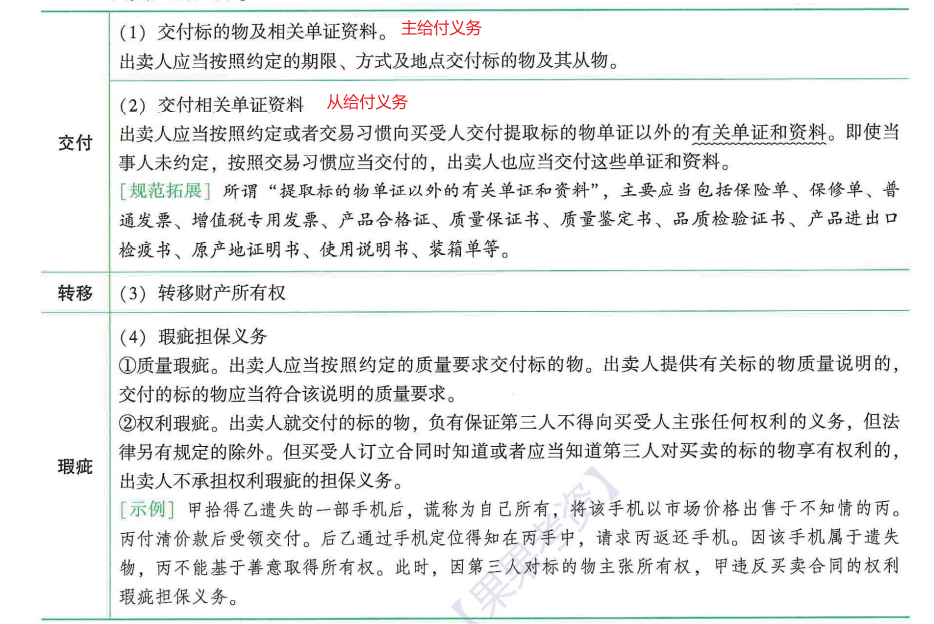 (1) 交付标的物及相关单证资料。 主给付义务
出卖人应当按照约定的期限、方式及地点交付标的物及其从物。
(2) 交付相关单证资料 从给付义务
出卖人应当按照约定或者交易习惯向买受人交付提取标的物单证以外的有关单证和资料。即使当
交付
事人未约定，按照交易习惯应当交付的，出卖人也应当交付这些单证和资料。
[规范拓展] 所谓“提取标的物单证以外的有关单证和资料”，主要应当包括保险单、保修单、普
通发票、增值税专用发票、产品合格证、质量保证书、质量鉴定书、品质检验证书、产品进出口
检疫书、原产地证明书、使用说明书、装箱单等。
转移 (3) 转移财产所有权
(4) 瑕疵担保义务
①质量瑕疵。出卖人应当按照约定的质量要求交付标的物。出卖人提供有关标的物质量说明的，
交付的标的物应当符合该说明的质量要求。
②权利瑕疵。出卖人就交付的标的物，负有保证第三人不得向买受人主张任何权利的义务，但法
律另有规定的除外。但买受人订立合同时知道或者应当知道第三人对买卖的标的物享有权利的，
瑕疵
出卖人不承担权利瑕疵的担保义务。
[示例] 甲拾得乙遗失的一部手机后，谎称为自己所有，将该手机以市场价格出售于不知情的丙。
丙付清价款后受领交付。后乙通过手机定位得知在丙手中，请求丙返还手机。因该手机属于遗失
物，丙不能基于善意取得所有权。此时，因第三人对标的物主张所有权，甲违反买卖合同的权利
瑕疵担保义务。
【果果考资】